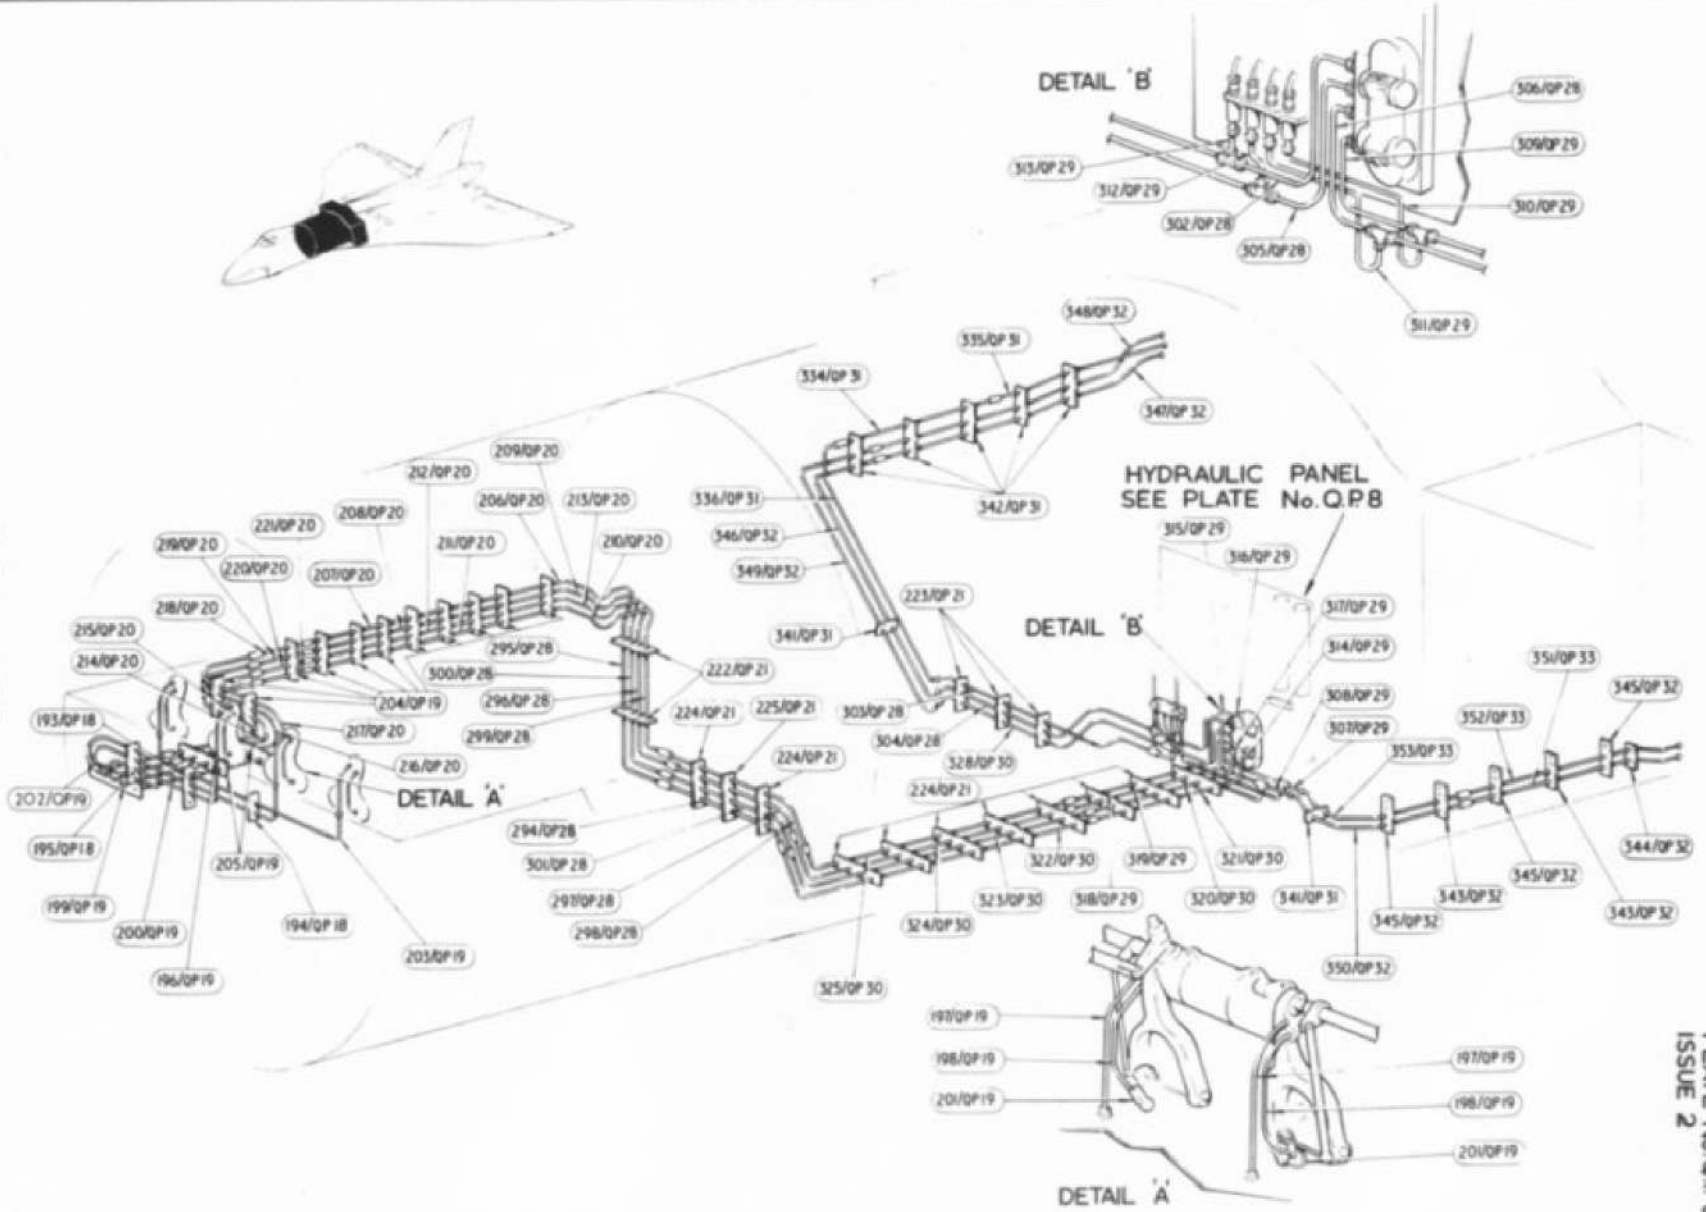 DETAIL 'B'
306/QP28
309/QP29
313/QP29
312/QP29
302/QP28
305/QP28
310/QP29
311/QP29
348/QP32
335/QP31
334/QP31
347/QP32
342/QP31
336/QP31
346/QP32
349/QP32
341/QP31
HYDRAULIC PANEL
SEE PLATE No.Q.P.8
315/QP29
316/QP29
317/QP29
314/QP29
308/QP29
307/QP29
353/QP33
DETAIL 'B'
223/QP21
303/QP28
304/QP28
328/QP30
209/QP20
212/QP20
206/QP20
213/QP20
208/QP20
221/QP20
211/QP20
210/QP20
219/QP20
220/QP20
207/QP20
218/QP20
215/QP20
214/QP20
193/QP18
295/QP28
300/QP28
222/QP21
296/QP28
204/QP19
299/QP28
217/QP20
216/QP20
DETAIL 'A'
224/QP21
225/QP21
224/QP21
224/QP21
202/QP19
195/QP18
199/QP19
205/QP19
200/QP19
194/QP18
196/QP19
203/QP19
294/QP28
301/QP28
297/QP28
298/QP28
325/QP30
324/QP30
323/QP30
322/QP30
318/QP29
319/QP29
320/QP30
321/QP30
341/QP31
351/QP33
345/QP32
352/QP33
344/QP32
345/QP32
343/QP32
343/QP32
345/QP32
350/QP32
197/QP19
198/QP19
201/QP19
197/QP19
198/QP19
201/QP19
DETAIL 'A'
ISSUE 2